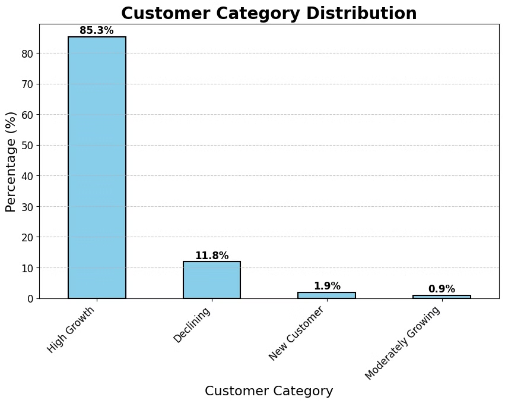 Customer Category Distribution
Percentage (%)
80
70
60
50
40
30
20
10
0
85.3%
11.8%
1.9%
0.9%
High Growth
Declining
New Customer
Moderately Growing
Customer Category